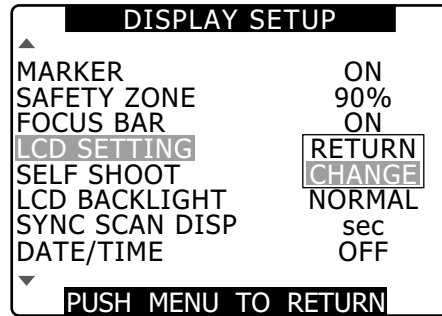 DISPLAY SETUP
MARKER ON
SAFETY ZONE 90%
FOCUS BAR ON
LCD SETTING RETURN
SELF SHOOT CHANGE
LCD BACKLIGHT NORMAL
SYNC SCAN DISP sec
DATE/TIME OFF
PUSH MENU TO RETURN